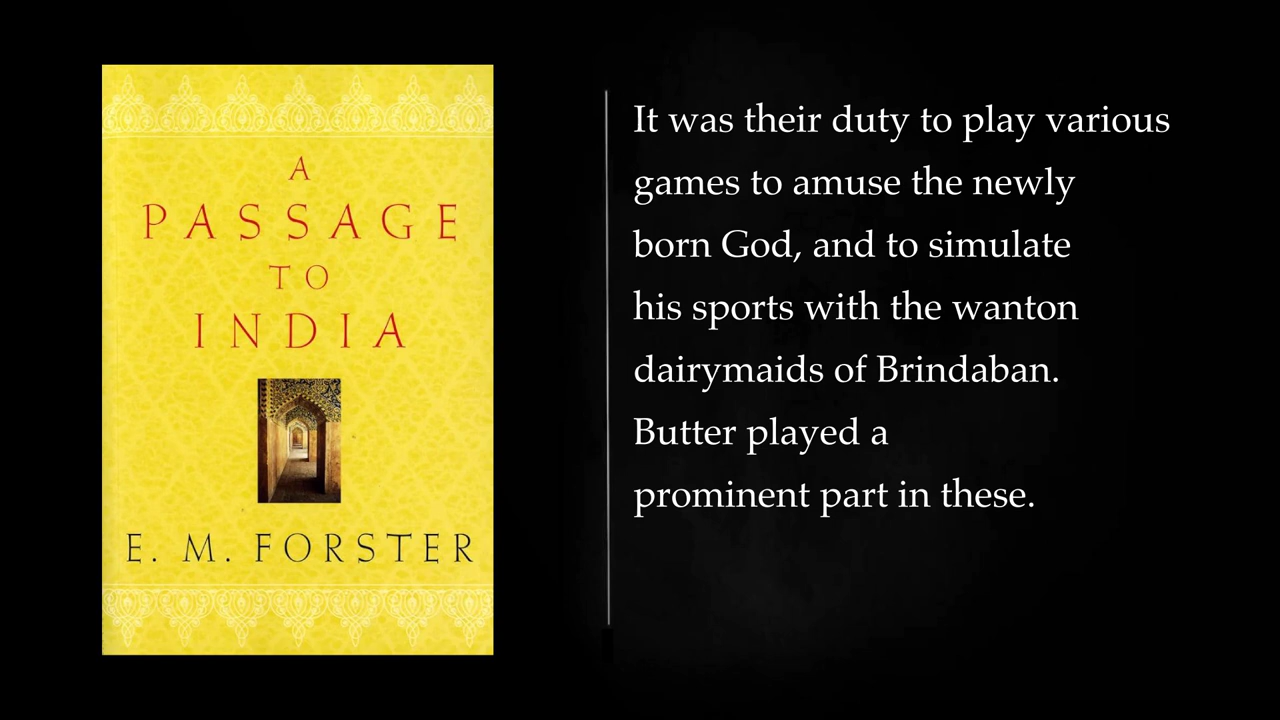 A
PASSAGE
TO
INDIA
E. M. FORSTER
It was their duty to play various
games to amuse the newly
born God, and to simulate
his sports with the wanton
dairymaids of Brindaban.
Butter played a
prominent part in these.